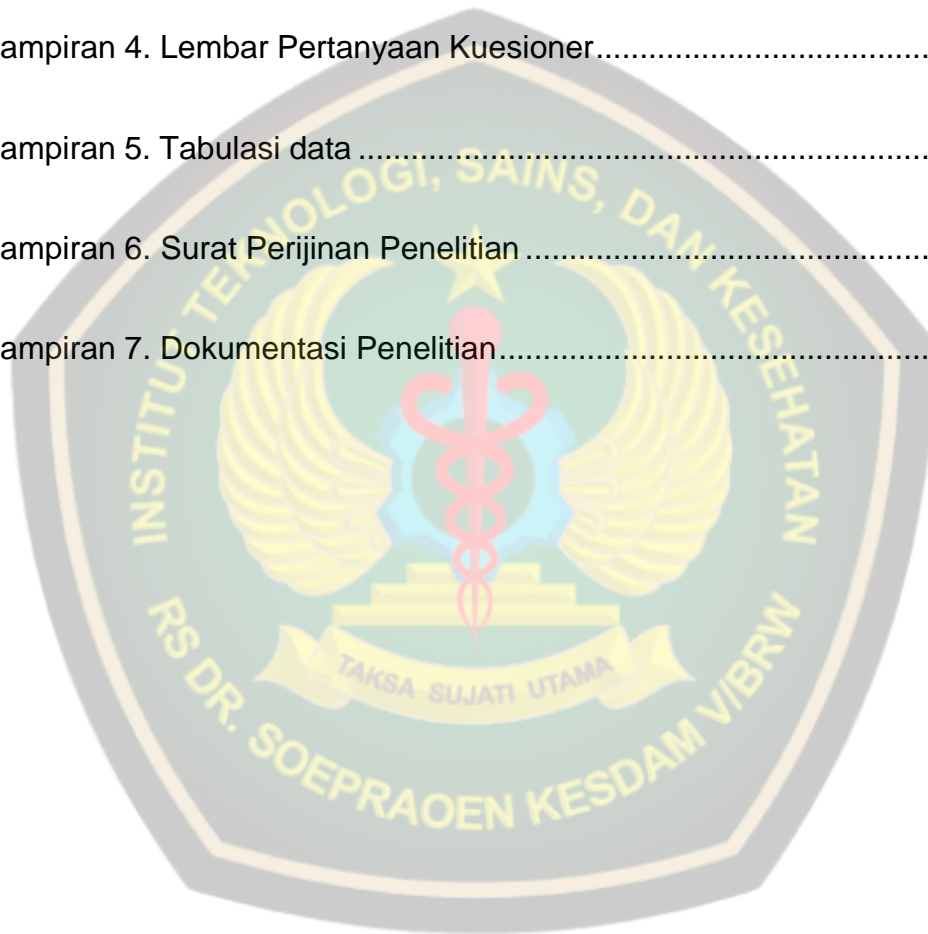 ampiran 4. Lembar Pertanyaan Kuesioner......................................
ampiran 5. Tabulasi data ..................................................................
ampiran 6. Surat Perijinan Penelitian ..............................................
ampiran 7. Dokumentasi Penelitian.................................................
INSTITUT TEKNOLOGI, SAINS, DAN KESEHATAN
TAKSA SUJATI UTAMA
RS DR. SOEPRAOEN KESDAM V/BRW